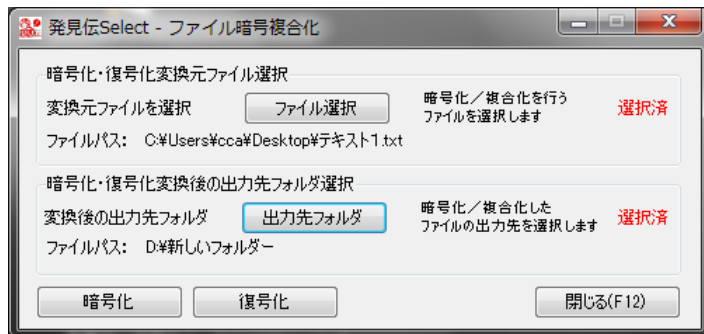 発見伝Select - ファイル暗号複合化
暗号化・復号化変換元ファイル選択
変換元ファイルを選択
ファイル選択
暗号化／複合化を行う
ファイルを選択します
選択済
ファイルパス： C:¥Users¥cca¥Desktop¥テキスト1.txt
暗号化・復号化変換後の出力先フォルダ選択
変換後の出力先フォルダ
出力先フォルダ
暗号化／複合化した
ファイルの出力先を選択します
選択済
ファイルパス： D:¥新しいフォルダー
暗号化
復号化
閉じる(F12)